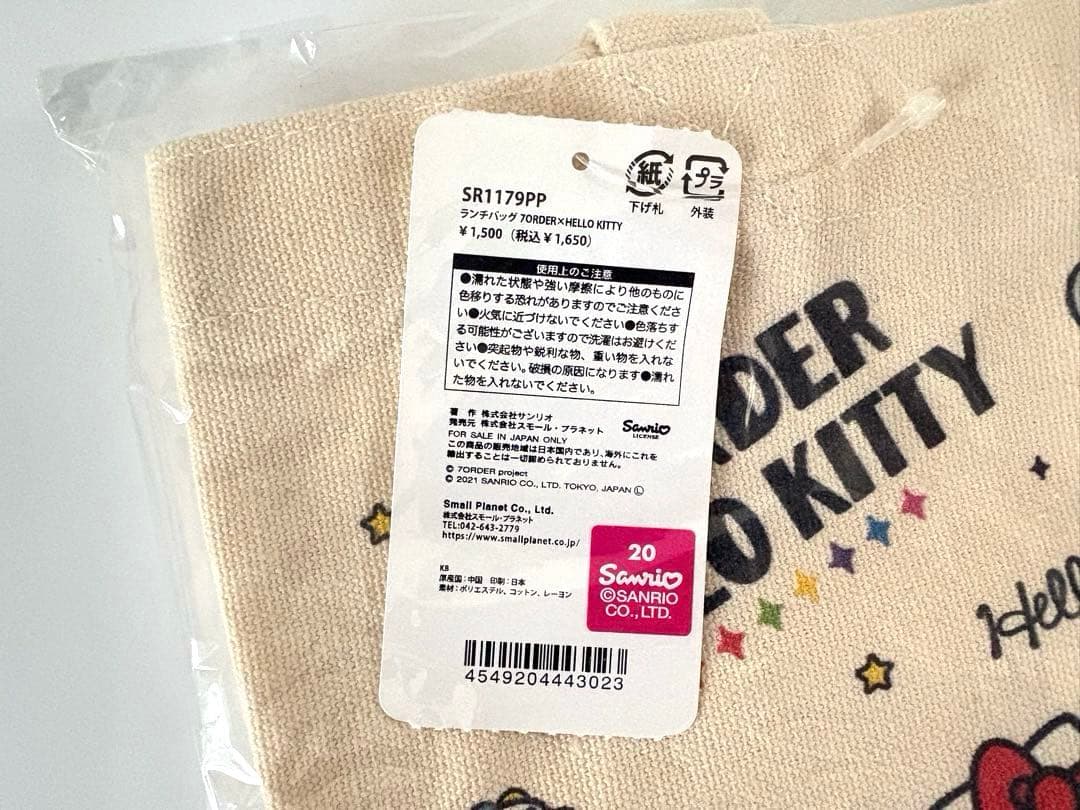 紙
下げ札
プラ
外装
SR1179PP
ランチバッグ 7ORDER×HELLO KITTY
¥1,500（税込¥1,650）
使用上のご注意
●濡れた状態や強い摩擦により他のものに
色移りする恐れがありますのでご注意くださ
い●火気に近づけないでください●色落ちす
る可能性がございますので洗濯はお避けくだ
さい●突起物や鋭利な物、重い物を入れな
いでください。破損の原因になります●濡れ
た物を入れないでください。
著 作 株式会社サンリオ
発売元 株式会社スモール・プラネット
Sanrio
LICENSE
FOR SALE IN JAPAN ONLY
この商品の販売地域は日本国内であり、海外にこれを
輸出することは一切認められておりません。
© 7ORDER project
© 2021 SANRIO CO., LTD. TOKYO, JAPAN Ⓛ
Small Planet Co., Ltd.
株式会社スモール・プラネット
TEL:042-643-2779
https://www.smallplanet.co.jp/
KB
原産国：中国 印刷：日本
素材：ポリエステル、コットン、レーヨン
20
Sanrio
©SANRIO
CO.,LTD.
4549204443023
RDER
LO KITTY
Hell